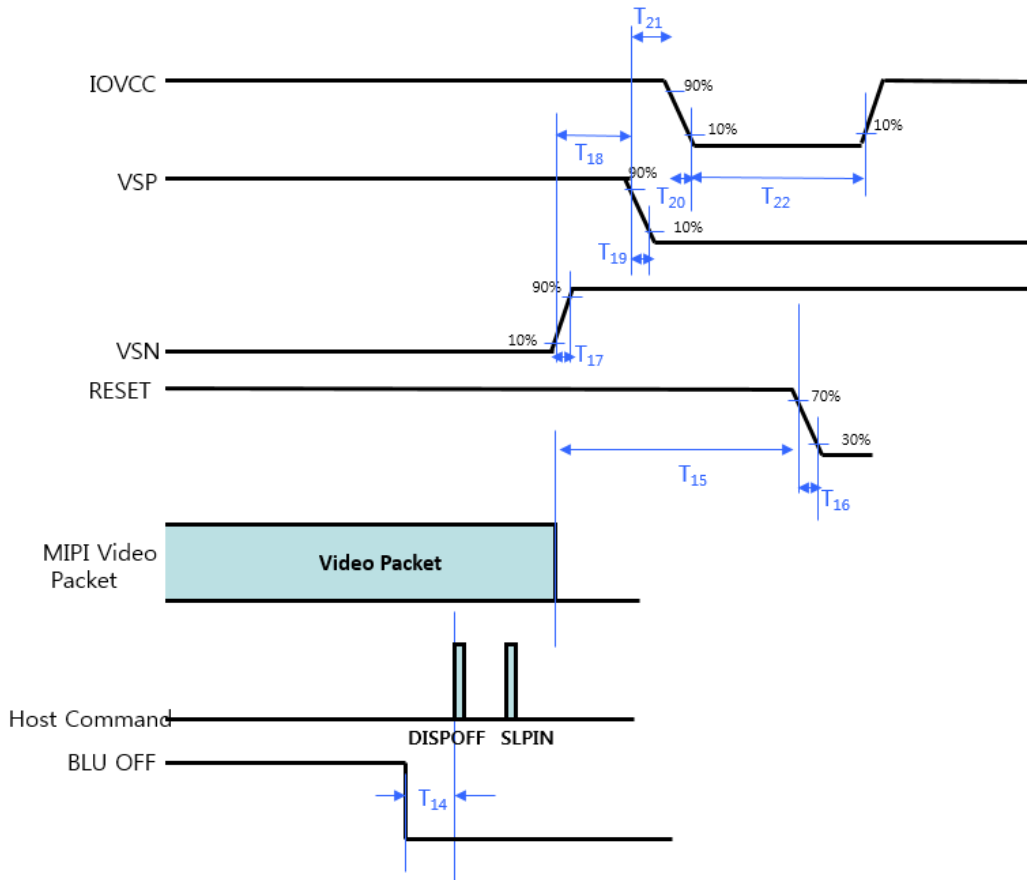 T21
IOVCC
90%
10%
10%
T18
VSP
90%
T20
T22
10%
T19
90%
10%
VSN
T17
RESET
70%
30%
T15
T16
MIPI Video
Packet
Video Packet
Host Command
DISPOFF
SLPIN
BLU OFF
T14